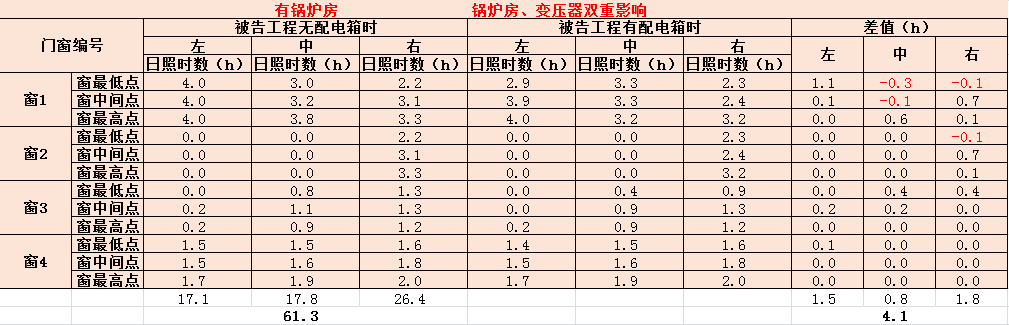 有锅炉房 锅炉房、变压器双重影响
门窗编号 被告工程无配电箱时 被告工程有配电箱时 差值（h）
左 中 右 左 中 右 左 中 右
日照时数（h） 日照时数（h） 日照时数（h） 日照时数（h） 日照时数（h） 日照时数（h）
窗1 窗最低点 4.0 3.0 2.2 2.9 3.3 2.3 1.1 -0.3 -0.1
窗中间点 4.0 3.2 3.1 3.9 3.3 2.4 0.1 -0.1 0.7
窗最高点 4.0 3.8 3.3 4.0 3.2 3.2 0.0 0.6 0.1
窗2 窗最低点 0.0 0.0 2.2 0.0 0.0 2.3 0.0 0.0 -0.1
窗中间点 0.0 0.0 3.1 0.0 0.0 2.4 0.0 0.0 0.7
窗最高点 0.0 0.0 3.3 0.0 0.0 3.2 0.0 0.0 0.1
窗3 窗最低点 0.0 0.8 1.3 0.0 0.4 0.9 0.0 0.4 0.4
窗中间点 0.2 1.1 1.3 0.0 0.9 1.3 0.2 0.2 0.0
窗最高点 0.2 0.9 1.2 0.2 0.9 1.2 0.0 0.0 0.0
窗4 窗最低点 1.5 1.5 1.6 1.4 1.5 1.6 0.1 0.0 0.0
窗中间点 1.5 1.6 1.8 1.5 1.6 1.8 0.0 0.0 0.0
窗最高点 1.7 1.9 2.0 1.7 1.9 2.0 0.0 0.0 0.0
17.1 17.8 26.4 1.5 0.8 1.8
61.3 4.1